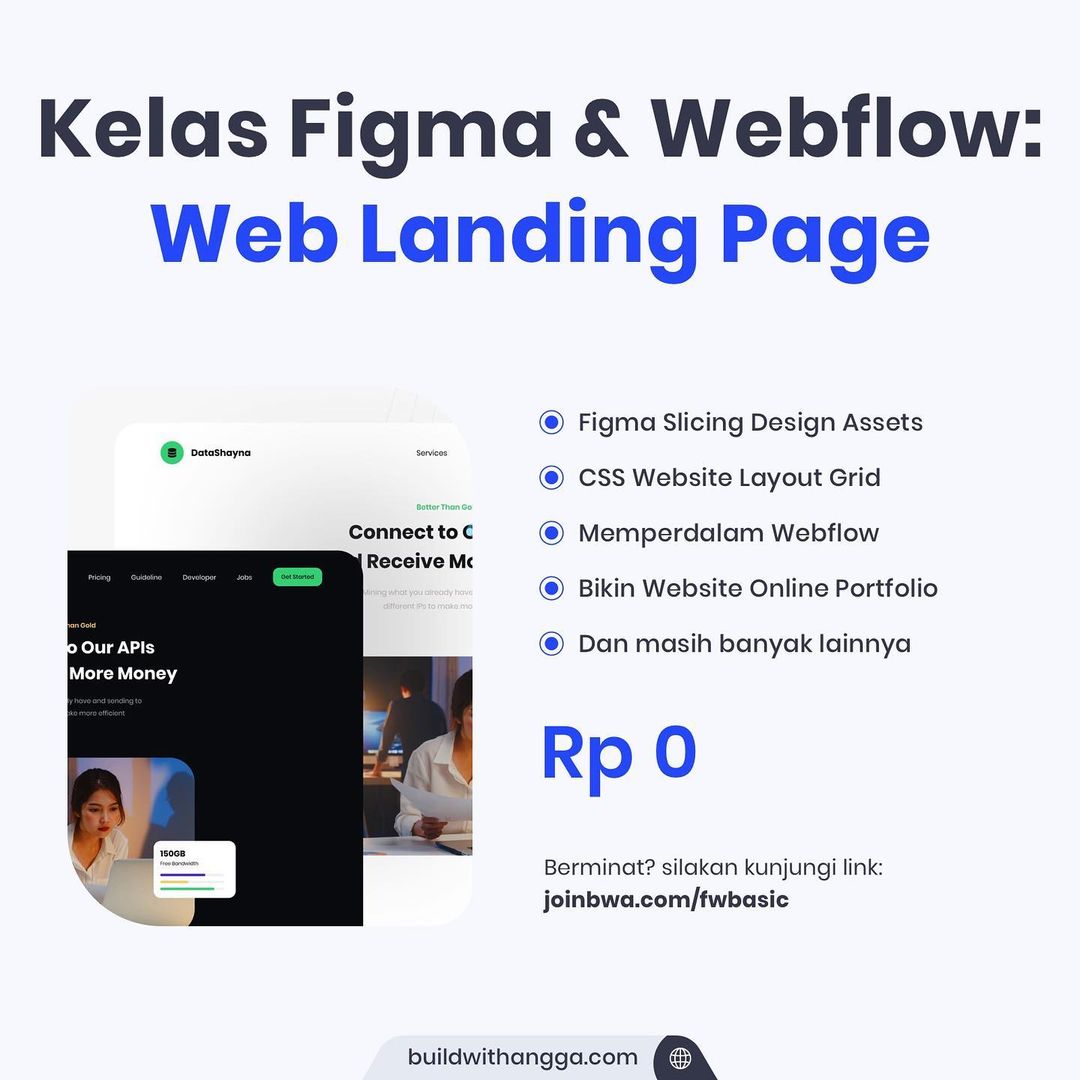 Kelas Figma & Webflow:
Web Landing Page
DataShayna
Services
Better Than Go
Connect to
Receive Mo
Mining what you already have
different IPs to make mo
Pricing
Guideline
Developer
Jobs
Get Started
han Gold
o Our APIs
More Money
ly have and sending to
ake more efficient
150GB
Free Bandwidth
Figma Slicing Design Assets
CSS Website Layout Grid
Memperdalam Webflow
Bikin Website Online Portfolio
Dan masih banyak lainnya
Rp 0
Berminat? silakan kunjungi link:
joinbwa.com/fwbasic
buildwithangga.com